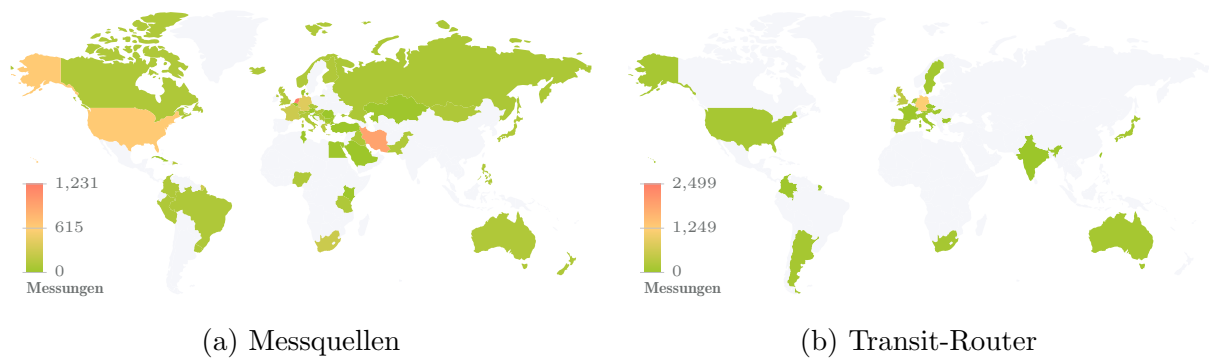 1,231
615
0
Messungen
2,499
1,249
0
Messungen
(a) Messquellen
(b) Transit-Router